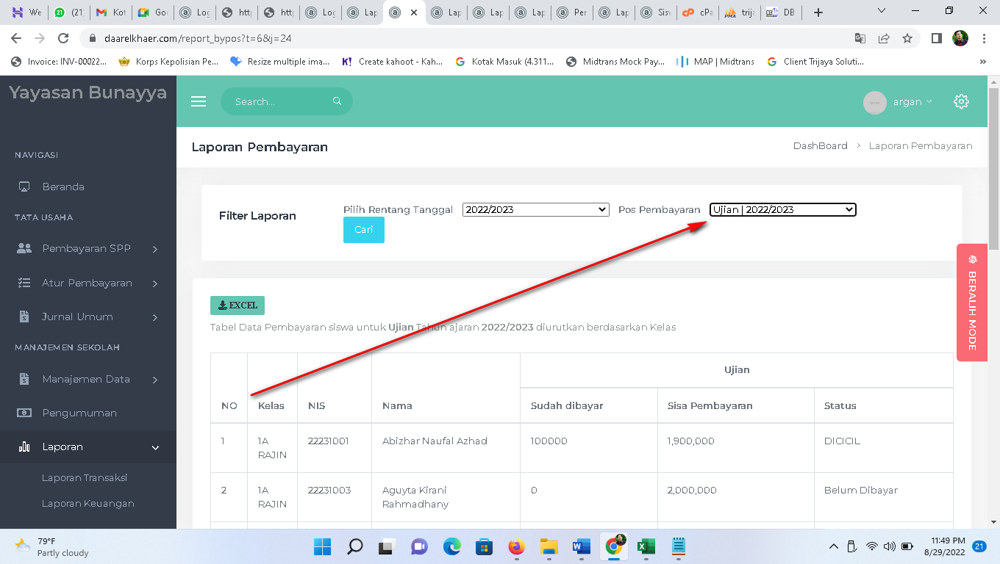 We
(21)
Kot
Goo
Log
http
http
Log
Lap
Lap
Lap
Lap
Per
Lap
Sisw
cPa
trija
DB
daarelkhaer.com/report_bypos?t=6&j=24
Invoice: INV-00022...
Korps Kepolisian Pe...
Resize multiple ima...
K! Create kahoot - Kah...
Kotak Masuk (4.311...
Midtrans Mock Pay...
MAP | Midtrans
Client Trijaya Soluti...
»
Yayasan Bunayya
Search...
argan
Laporan Pembayaran
DashBoard > Laporan Pembayaran
NAVIGASI
Beranda
TATA USAHA
Pembayaran SPP
Atur Pembayaran
Jurnal Umum
MANAJEMEN SEKOLAH
Manajemen Data
Pengumuman
Laporan
Laporan Transaksi
Laporan Keuangan
Filter Laporan
Pilih Rentang Tanggal 2022/2023 Pos Pembayaran Ujian | 2022/2023
Cari
BERALIH MODE
EXCEL
Tabel Data Pembayaran siswa untuk Ujian Tahun ajaran 2022/2023 diurutkan berdasarkan Kelas
Ujian
NO Kelas NIS Nama Sudah dibayar Sisa Pembayaran Status
1 1A 22231001 Abizhar Naufal Azhad 100000 1,900,000 DICICIL
RAJIN
2 1A 22231003 Aguyta Kirani 0 2,000,000 Belum Dibayar
RAJIN Rahmadhany
79°F
Partly cloudy
11:49 PM
8/29/2022
21